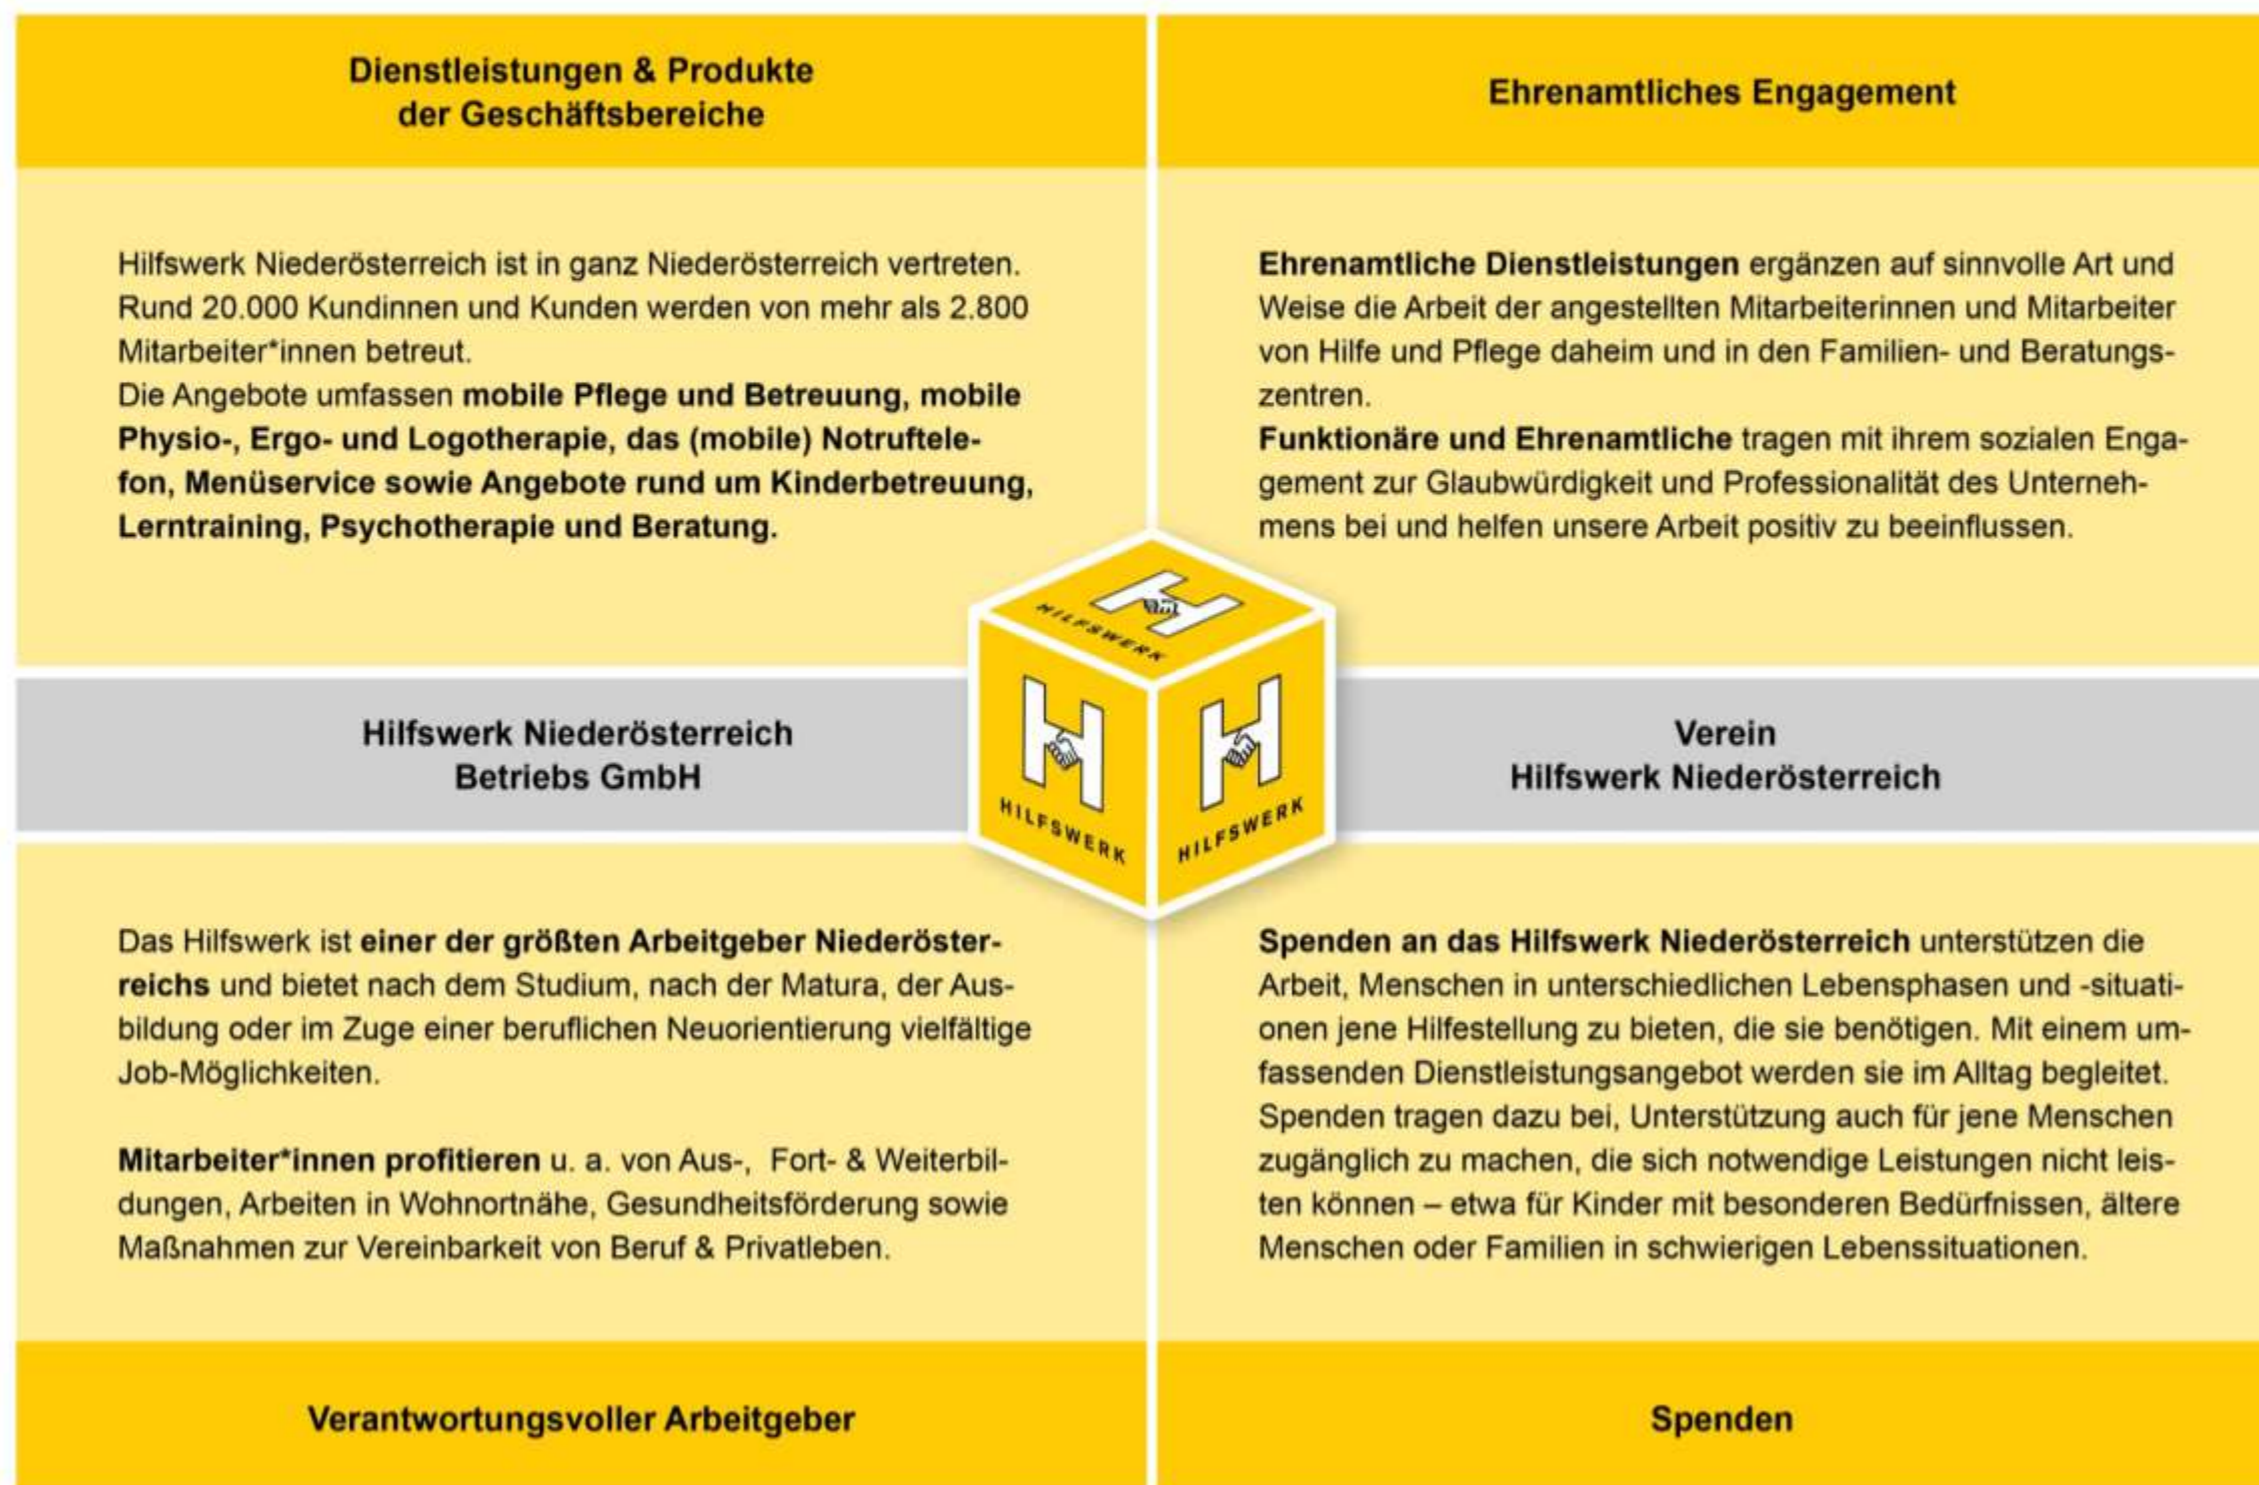 Dienstleistungen & Produkte
der Geschäftsbereiche
Hilfswerk Niederösterreich ist in ganz Niederösterreich vertreten.
Rund 20.000 Kundinnen und Kunden werden von mehr als 2.800
Mitarbeiter*innen betreut.
Die Angebote umfassen mobile Pflege und Betreuung, mobile
Physio-, Ergo- und Logotherapie, das (mobile) Notruftele-
fon, Menüservice sowie Angebote rund um Kinderbetreuung,
Lerntraining, Psychotherapie und Beratung.
Ehrenamtliches Engagement
Ehrenamtliche Dienstleistungen ergänzen auf sinnvolle Art und
Weise die Arbeit der angestellten Mitarbeiterinnen und Mitarbeiter
von Hilfe und Pflege daheim und in den Familien- und Beratungs-
zentren.
Funktionäre und Ehrenamtliche tragen mit ihrem sozialen Enga-
gement zur Glaubwürdigkeit und Professionalität des Unterneh-
mens bei und helfen unsere Arbeit positiv zu beeinflussen.
Hilfswerk Niederösterreich
Betriebs GmbH
H
HILFSWERK
H
HILFSWERK
H
HILFSWERK
Verein
Hilfswerk Niederösterreich
Das Hilfswerk ist einer der größten Arbeitgeber Niederöster-
reichs und bietet nach dem Studium, nach der Matura, der Aus-
bildung oder im Zuge einer beruflichen Neuorientierung vielfältige
Job-Möglichkeiten.
Mitarbeiter*innen profitieren u. a. von Aus-, Fort- & Weiterbil-
dungen, Arbeiten in Wohnortnähe, Gesundheitsförderung sowie
Maßnahmen zur Vereinbarkeit von Beruf & Privatleben.
Verantwortungsvoller Arbeitgeber
Spenden an das Hilfswerk Niederösterreich unterstützen die
Arbeit, Menschen in unterschiedlichen Lebensphasen und -situati-
onen jene Hilfestellung zu bieten, die sie benötigen. Mit einem um-
fassenden Dienstleistungsangebot werden sie im Alltag begleitet.
Spenden tragen dazu bei, Unterstützung auch für jene Menschen
zugänglich zu machen, die sich notwendige Leistungen nicht leis-
ten können – etwa für Kinder mit besonderen Bedürfnissen, ältere
Menschen oder Familien in schwierigen Lebenssituationen.
Spenden